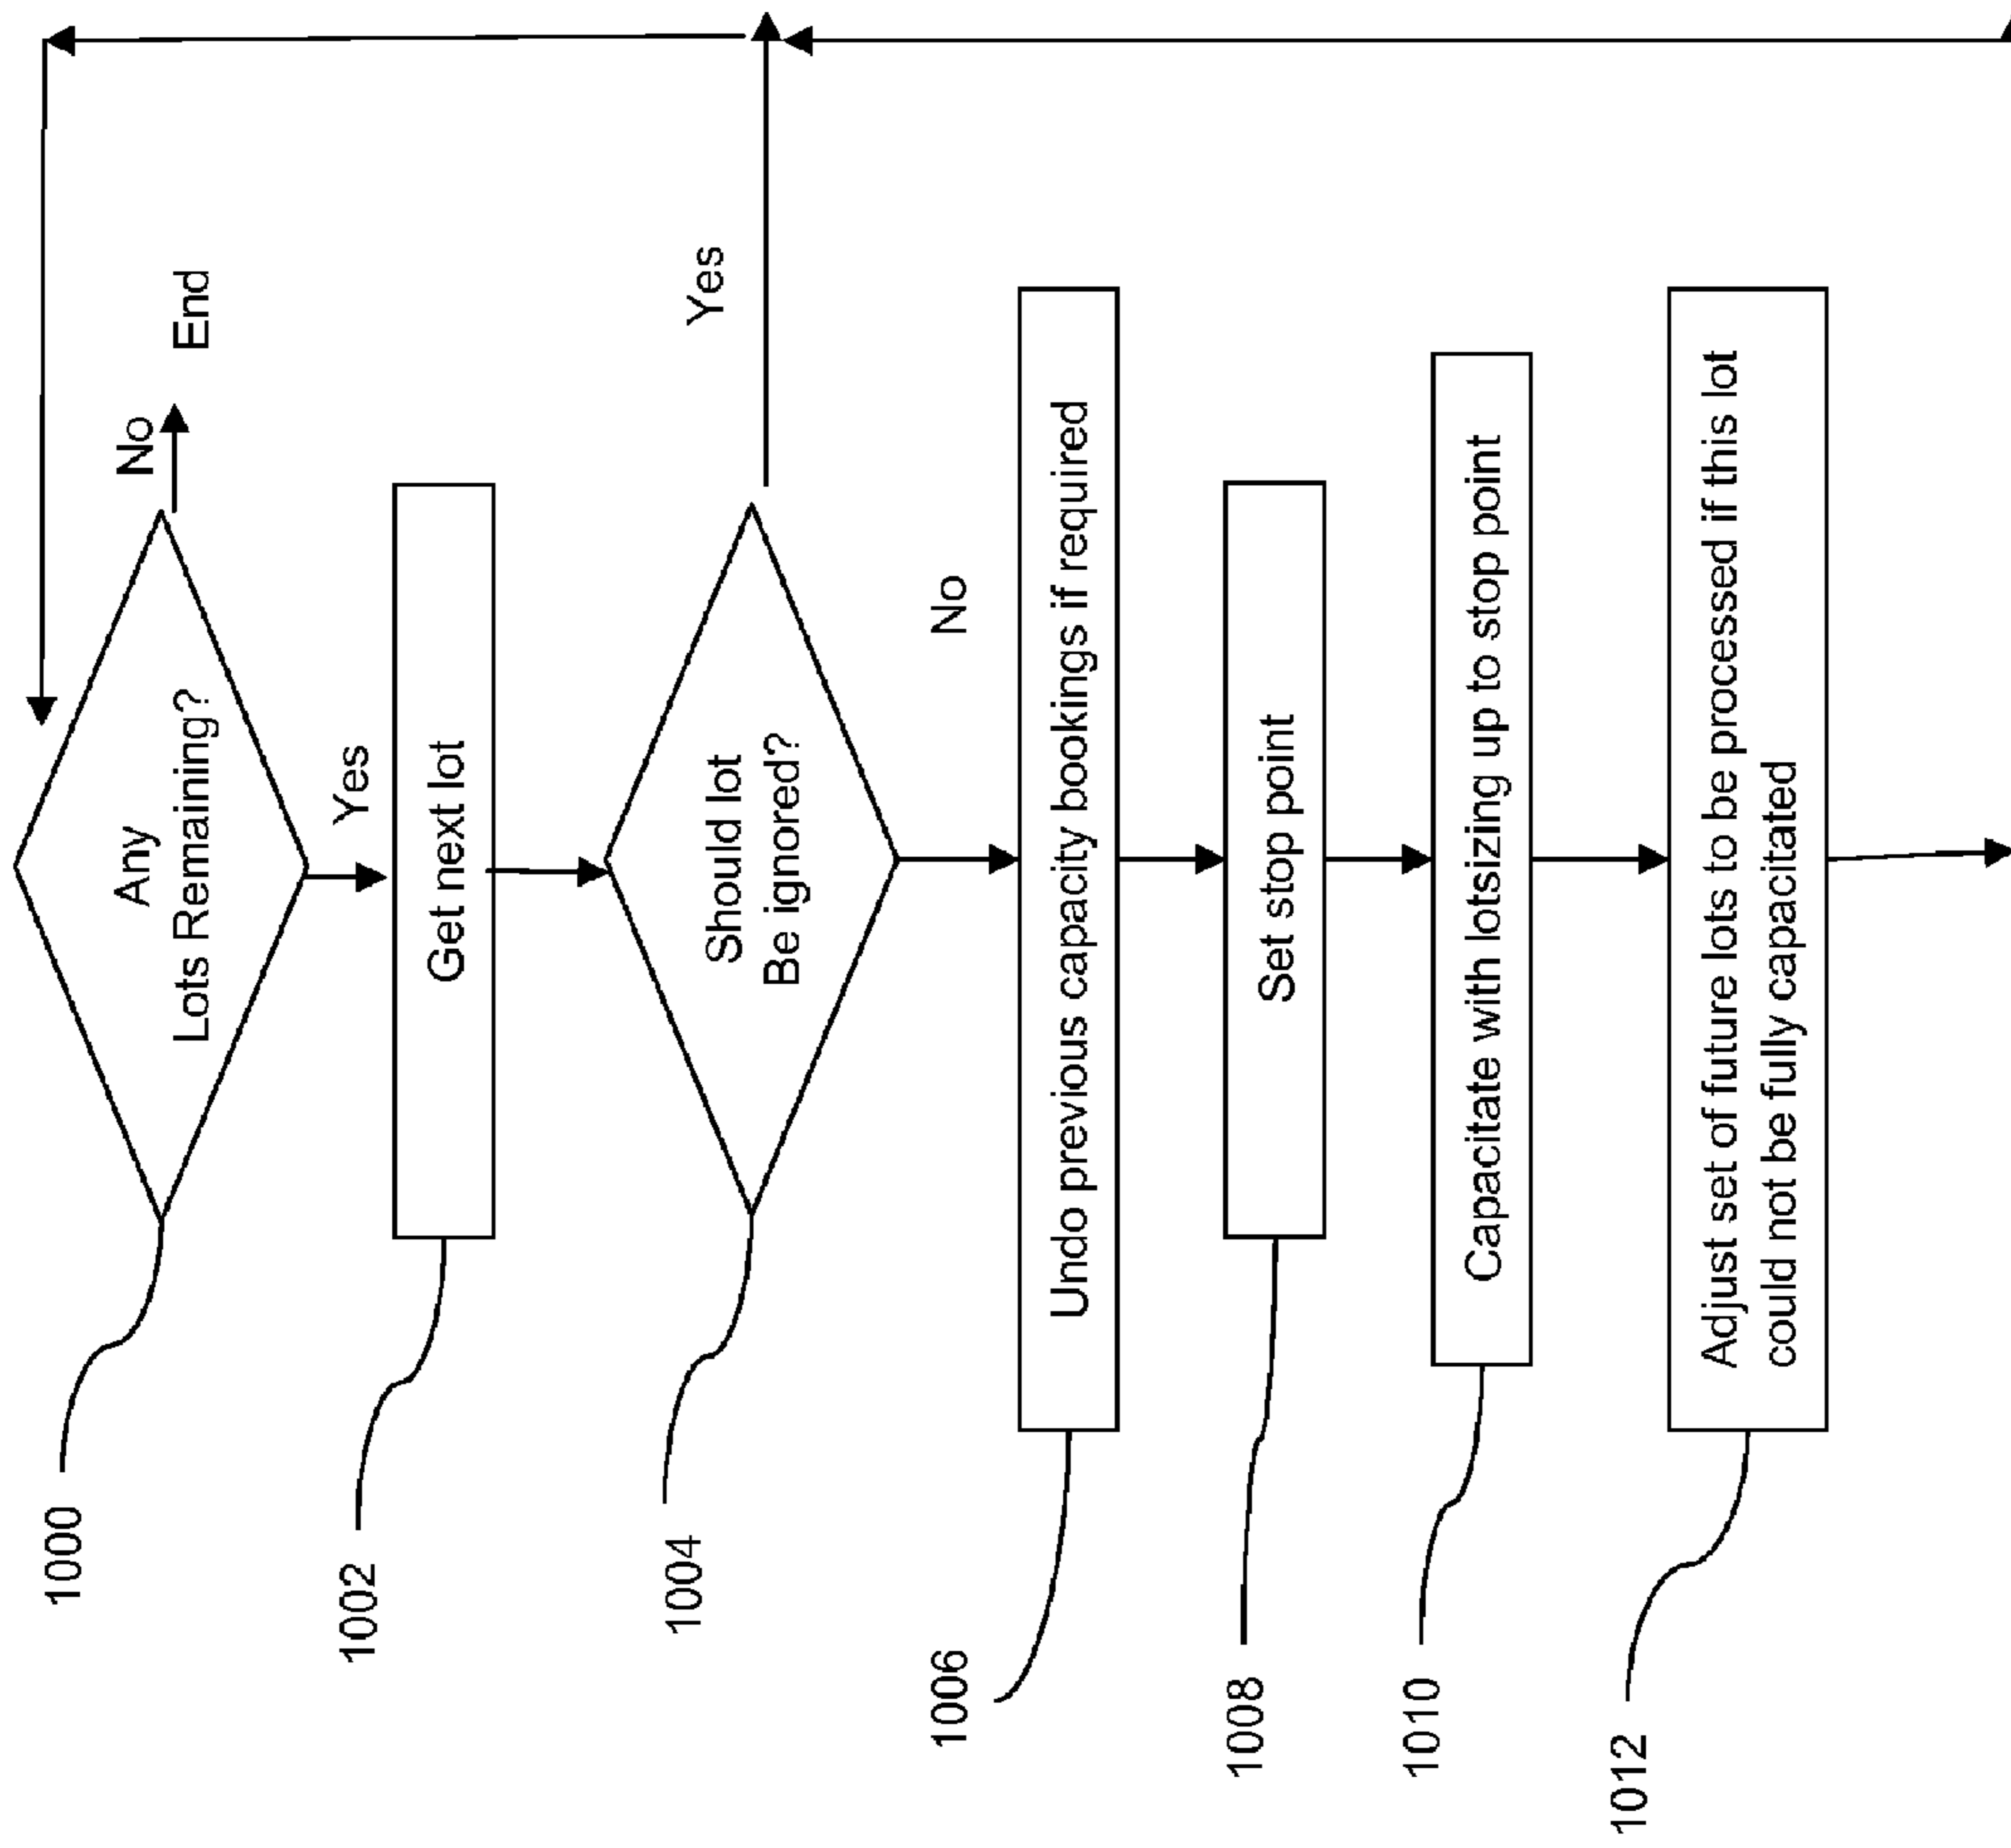 1000
Any
Lots Remaining?
No
End
Yes
1002
Get next lot
1004
Should lot
Be ignored?
Yes
No
1006
Undo previous capacity bookings if required
1008
Set stop point
1010
Capacitate with lotsizing up to stop point
1012
Adjust set of future lots to be processed if this lot
could not be fully capacitated